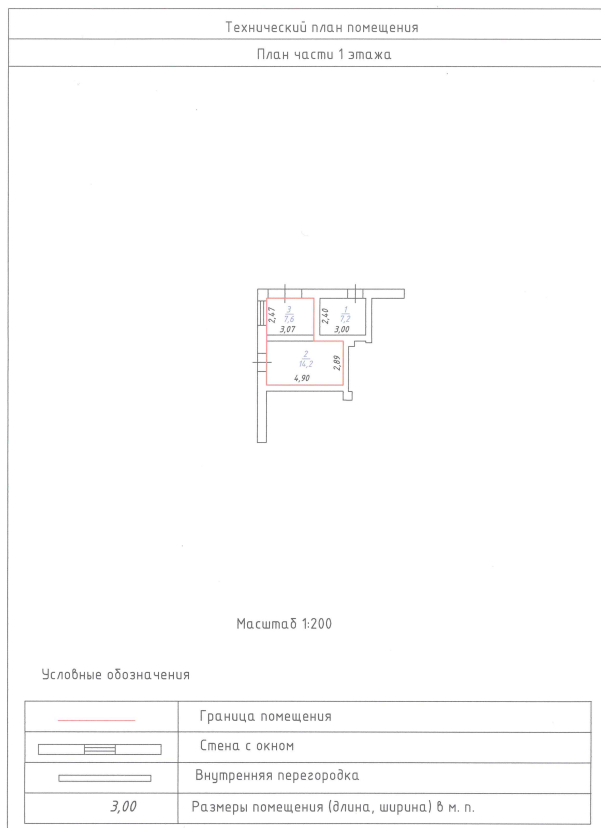 Технический план помещения
План части 1 этажа
2,47
3
7,6
3,07
2,40
1
7,2
3,00
2
14,2
2,89
4,90
Масштаб 1:200
Условные обозначения
Граница помещения
Стена с окном
Внутренняя перегородка
3,00 Размеры помещения (длина, ширина) в м. п.